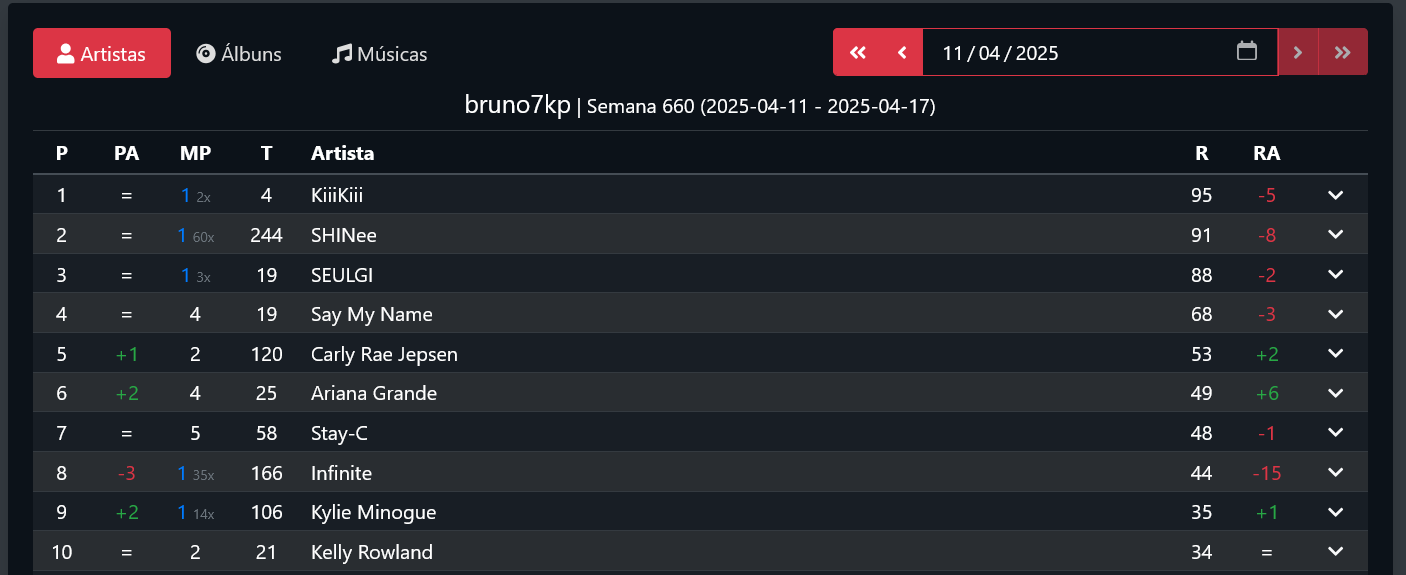 Artistas Álbuns Músicas 11 / 04 / 2025
bruno7kp | Semana 660 (2025-04-11 - 2025-04-17)
P PA MP T Artista R RA
1 = 1 2x 4 KiiiKiii 95 -5
2 = 1 60x 244 SHINee 91 -8
3 = 1 3x 19 SEULGI 88 -2
4 = 4 19 Say My Name 68 -3
5 +1 2 120 Carly Rae Jepsen 53 +2
6 +2 4 25 Ariana Grande 49 +6
7 = 5 58 Stay-C 48 -1
8 -3 1 35x 166 Infinite 44 -15
9 +2 1 14x 106 Kylie Minogue 35 +1
10 = 2 21 Kelly Rowland 34 =